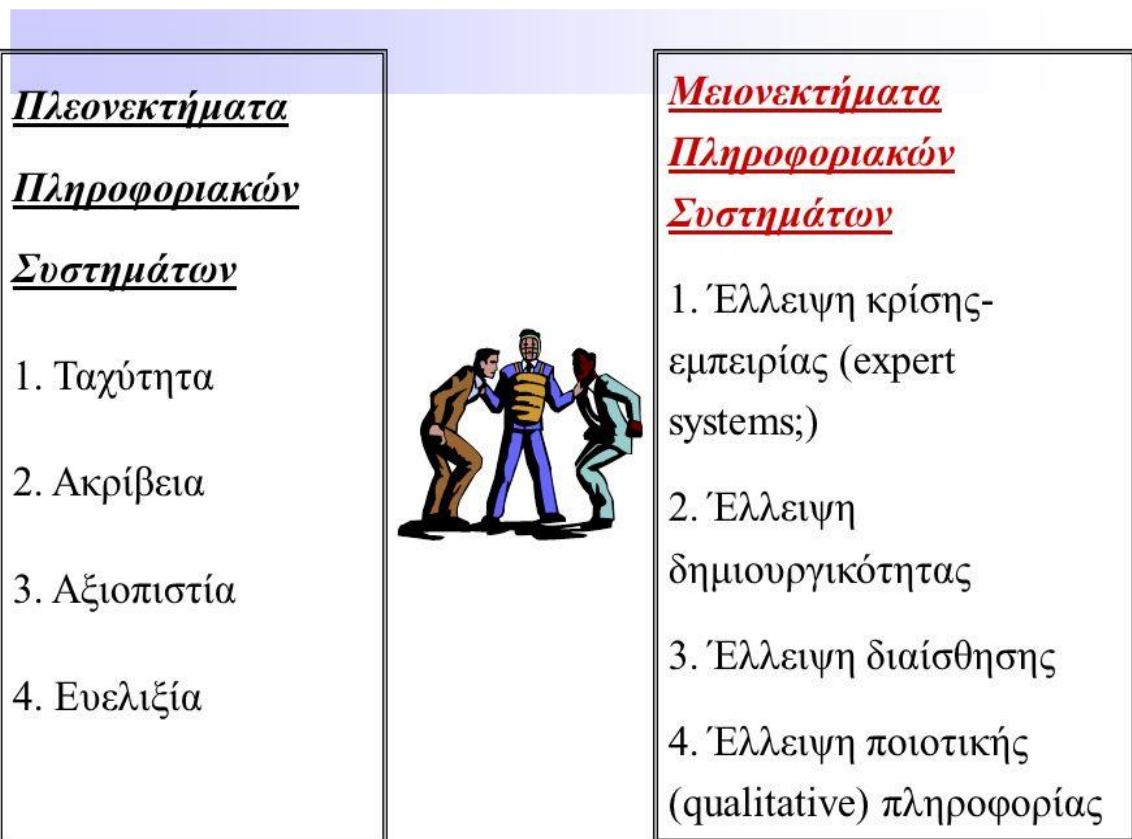 Πλεονεκτήματα
Πληροφοριακών
Συστημάτων
1. Ταχύτητα
2. Ακρίβεια
3. Αξιοπιστία
4. Ευελιξία
Μειονεκτήματα
Πληροφοριακών
Συστημάτων
1. Έλλειψη κρίσης-
εμπειρίας (expert
systems;)
2. Έλλειψη
δημιουργικότητας
3. Έλλειψη διαίσθησης
4. Έλλειψη ποιοτικής
(qualitative) πληροφορίας